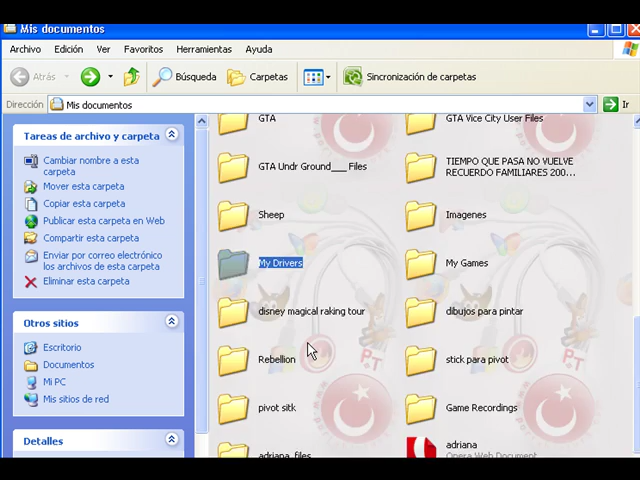 Mis documentos
Archivo Edición Ver Favoritos Herramientas Ayuda
Atrás Búsqueda Carpetas Sincronización de carpetas
Dirección Mis documentos Ir
Tareas de archivo y carpeta
Cambiar nombre a esta
carpeta
Mover esta carpeta
Copiar esta carpeta
Publicar esta carpeta en Web
Compartir esta carpeta
Enviar por correo electrónico
los archivos de esta carpeta
Eliminar esta carpeta
Otros sitios
Escritorio
Documentos
Mi PC
Mis sitios de red
Detalles
GTA
GTA Vice City User Files
GTA Undr Ground___ Files
TIEMPO QUE PASA NO VUELVE
RECUERDO FAMILIARES 200...
Sheep
Imagenes
My Drivers
My Games
disney magical raking tour
dibujos para pintar
Rebellion
stick para pivot
pivot sitk
Game Recordings
adriana_files
adriana
Opera Web Document